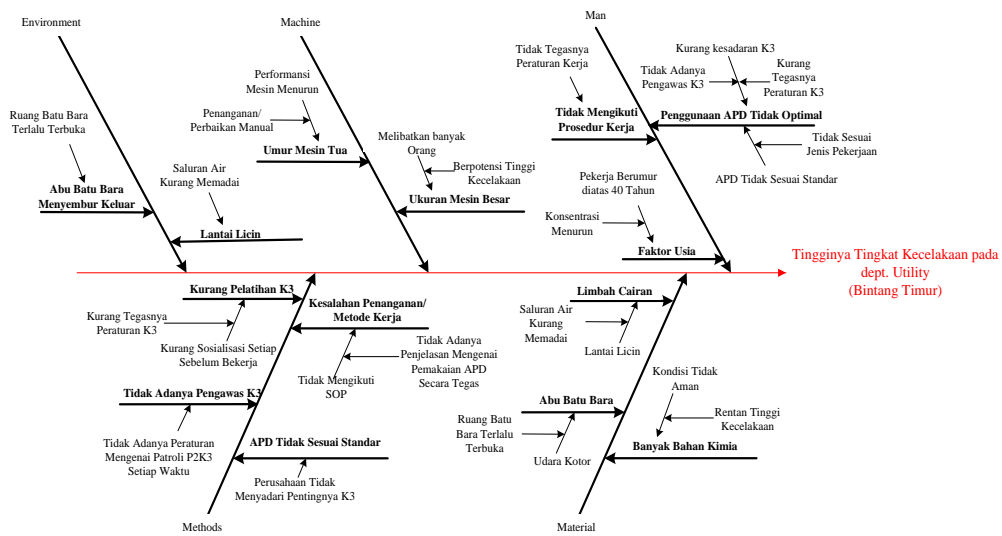 Environment
Machine
Man
Ruang Batu Bara
Terlalu Terbuka
Abu Batu Bara
Menyembur Keluar
Saluran Air
Kurang Memadai
Lantai Licin
Performansi
Mesin Menurun
Penanganan/
Perbaikan Manual
Umur Mesin Tua
Melibatkan banyak
Orang
Berpotensi Tinggi
Kecelakaan
Ukuran Mesin Besar
Tidak Tegasnya
Peraturan Kerja
Tidak Mengikuti
Prosedur Kerja
Kurang kesadaran K3
Tidak Adanya
Pengawas K3
Kurang
Tegasnya
Peraturan K3
Penggunaan APD Tidak Optimal
Tidak Sesuai
Jenis Pekerjaan
APD Tidak Sesuai Standar
Pekerja Berumur
diatas 40 Tahun
Konsentrasi
Menurun
Faktor Usia
Tingginya Tingkat Kecelakaan pada
dept. Utility
(Bintang Timur)
Kurang Pelatihan K3
Kurang Tegasnya
Peraturan K3
Kurang Sosialisasi Setiap
Sebelum Bekerja
Kesalahan Penanganan/
Metode Kerja
Tidak Adanya
Penjelasan Mengenai
Pemakaian APD
Secara Tegas
Tidak Mengikuti
SOP
Tidak Adanya Pengawas K3
Tidak Adanya Peraturan
Mengenai Patroli P2K3
Setiap Waktu
APD Tidak Sesuai Standar
Perusahaan Tidak
Menyadari Pentingnya K3
Limbah Cairan
Saluran Air
Kurang
Memadai
Lantai Licin
Kondisi Tidak
Aman
Rentan Tinggi
Kecelakaan
Abu Batu Bara
Ruang Batu
Bara Terlalu
Terbuka
Udara Kotor
Banyak Bahan Kimia
Methods
Material